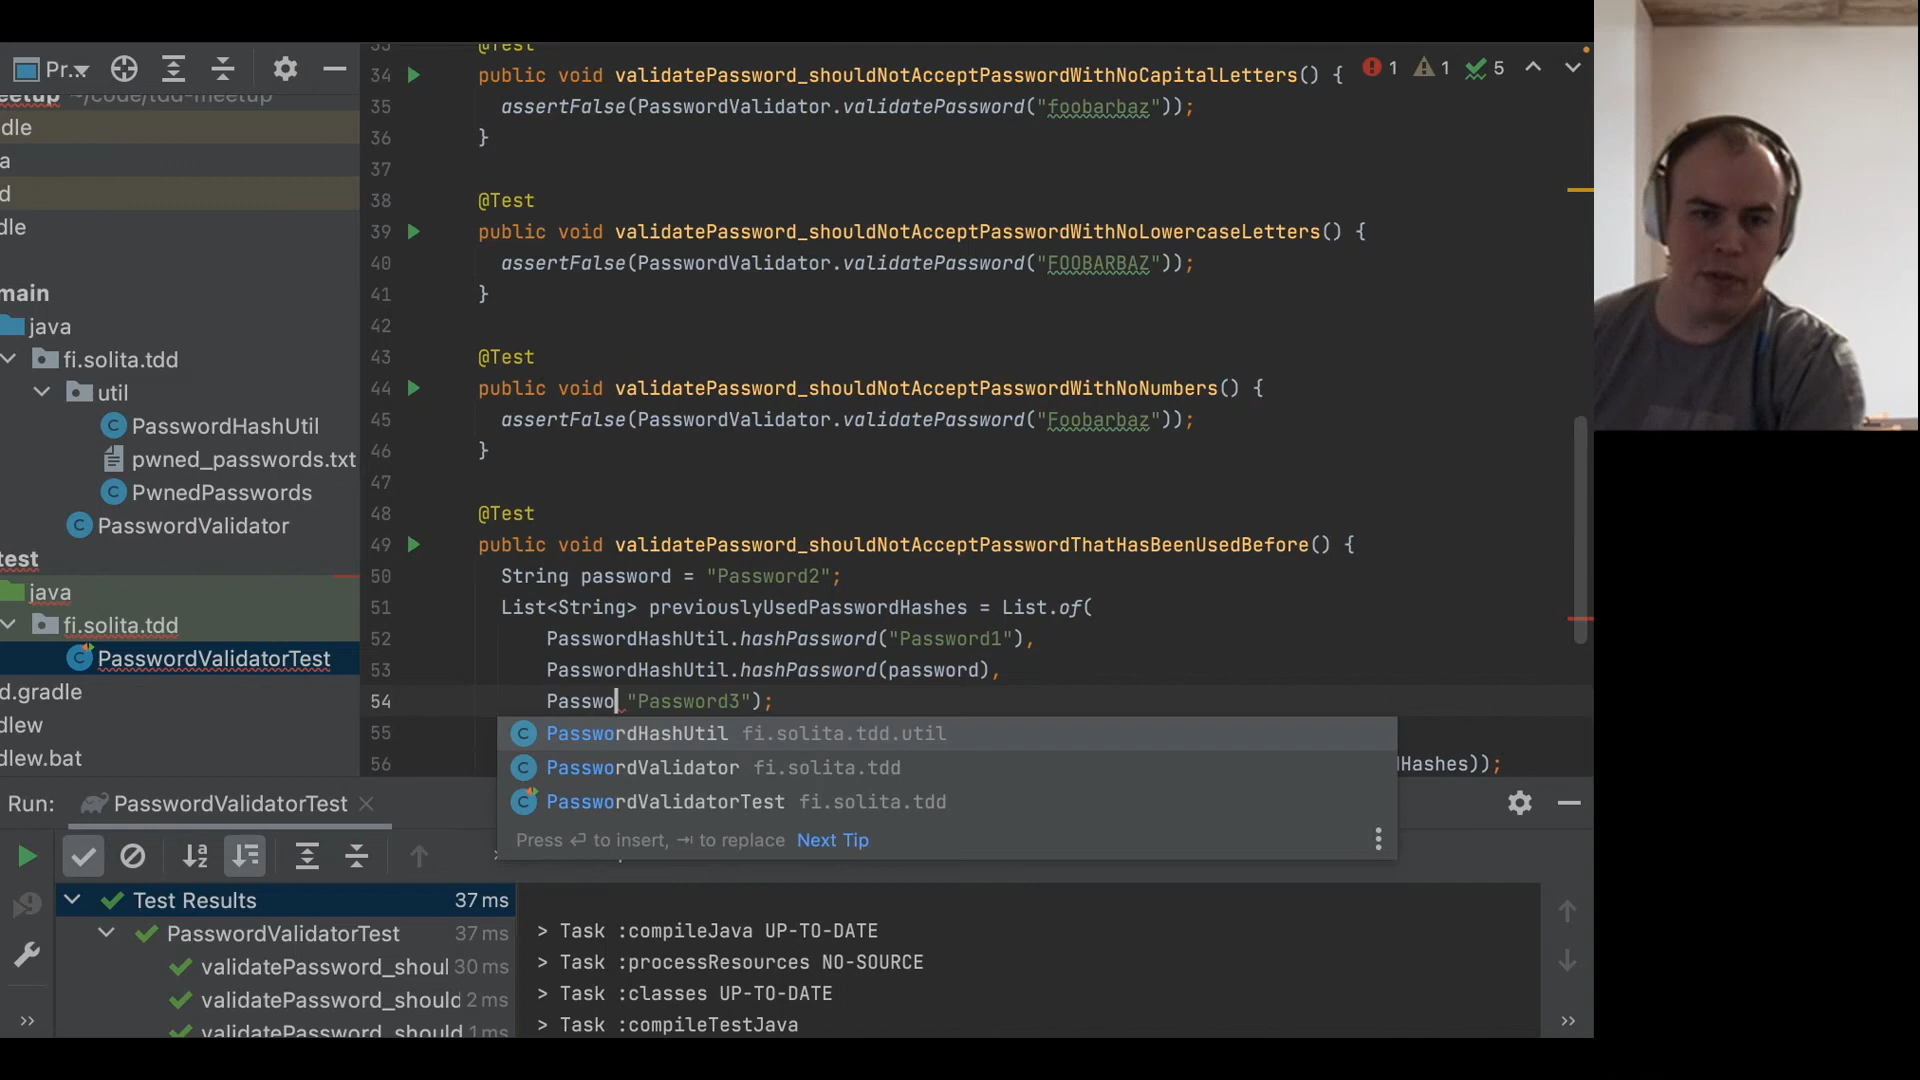 Pr...
meetup ~/code/tdd-meetup
dle
a
d
dle
main
java
fi.solita.tdd
util
PasswordHashUtil
pwned_passwords.txt
PwnedPasswords
PasswordValidator
test
java
fi.solita.tdd
PasswordValidatorTest
d.gradle
dlew
dlew.bat
1 1 5
33 @Test
34 public void validatePassword_shouldNotAcceptPasswordWithNoCapitalLetters() {
35 assertFalse(PasswordValidator.validatePassword("foobarbaz"));
36 }
37
38 @Test
39 public void validatePassword_shouldNotAcceptPasswordWithNoLowercaseLetters() {
40 assertFalse(PasswordValidator.validatePassword("FOOBARBAZ"));
41 }
42
43 @Test
44 public void validatePassword_shouldNotAcceptPasswordWithNoNumbers() {
45 assertFalse(PasswordValidator.validatePassword("Foobarbaz"));
46 }
47
48 @Test
49 public void validatePassword_shouldNotAcceptPasswordThatHasBeenUsedBefore() {
50 String password = "Password2";
51 List<String> previouslyUsedPasswordHashes = List.of(
52 PasswordHashUtil.hashPassword("Password1"),
53 PasswordHashUtil.hashPassword(password),
54 Passwo "Password3");
55
56 Hashes));
PasswordHashUtil fi.solita.tdd.util
PasswordValidator fi.solita.tdd
PasswordValidatorTest fi.solita.tdd
Press ⏎ to insert, ⇥ to replace Next Tip
Run: PasswordValidatorTest
Test Results 37 ms
PasswordValidatorTest 37 ms
validatePassword_shoul 30 ms
validatePassword_should 2 ms
validatePassword_should 1 ms
> Task :compileJava UP-TO-DATE
> Task :processResources NO-SOURCE
> Task :classes UP-TO-DATE
> Task :compileTestJava